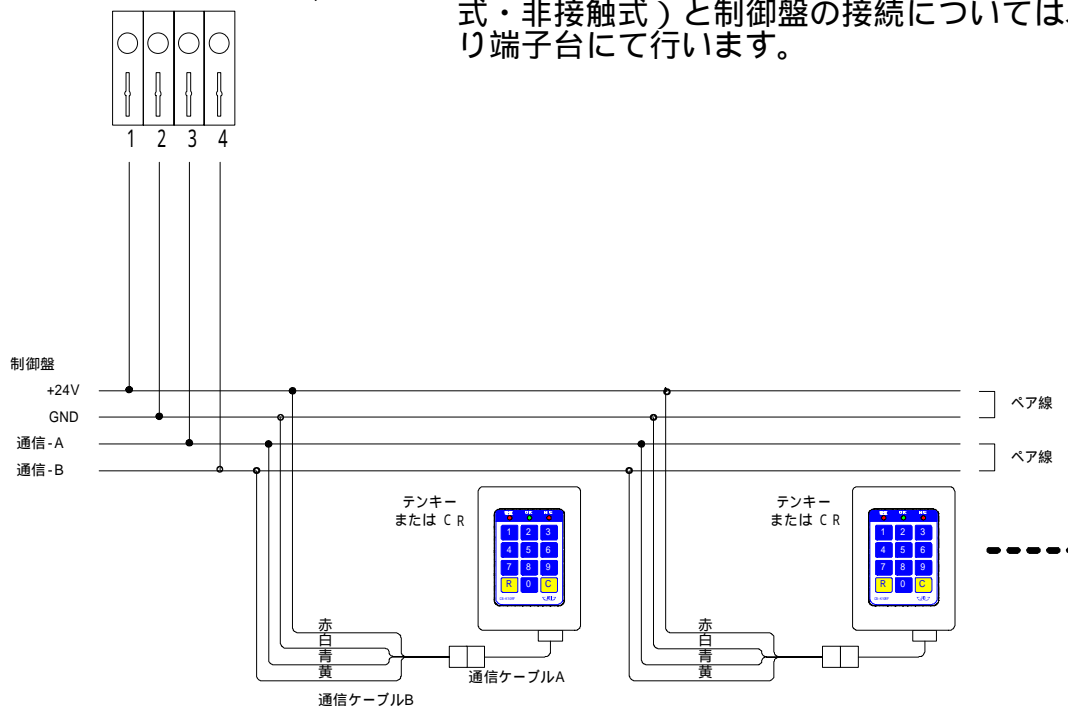 式・非接触式）と制御盤の接続については
り端子台にて行います。
1 2 3 4
制御盤
+24V
GND
通信-A
通信-B
ペア線
ペア線
テンキー
または ＣＲ
テンキー
または ＣＲ
1 2 3
4 5 6
7 8 9
R 0 C
1 2 3
4 5 6
7 8 9
R 0 C
赤
白
青
黄
赤
白
青
黄
通信ケーブルA
通信ケーブルB